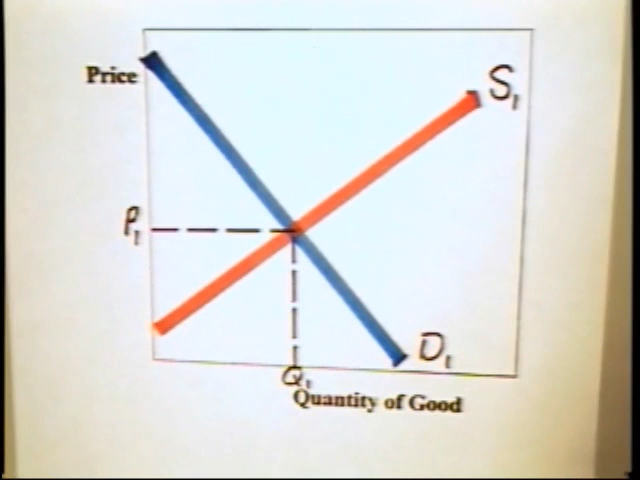 Price
S₁
P₁
D₁
Q₁
Quantity of Good